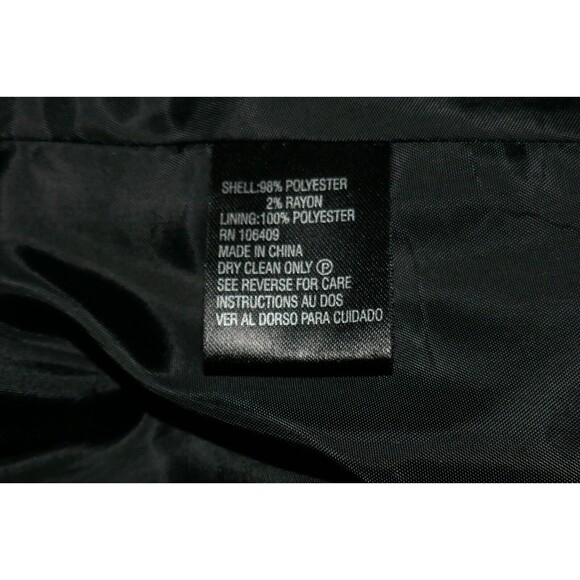 SHELL:98% POLYESTER
2% RAYON
LINING:100% POLYESTER
RN 106409
MADE IN CHINA
DRY CLEAN ONLY Ⓟ
SEE REVERSE FOR CARE
INSTRUCTIONS AU DOS
VER AL DORSO PARA CUIDADO